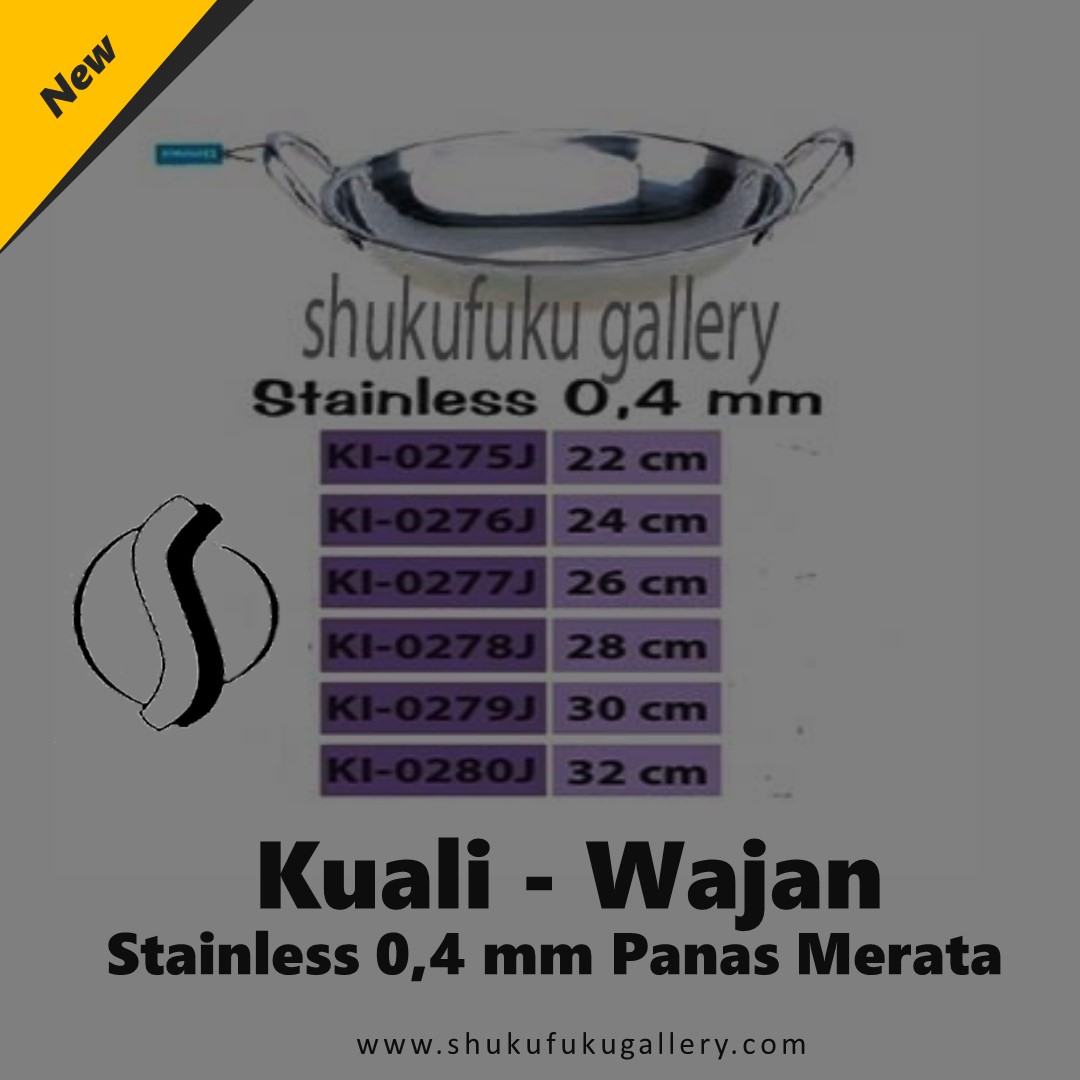 New
shukufuku gallery
Stainless 0,4 mm
KI-0275J 22 cm
KI-0276J 24 cm
KI-0277J 26 cm
KI-0278J 28 cm
KI-0279J 30 cm
KI-0280J 32 cm
Kuali - Wajan
Stainless 0,4 mm Panas Merata
www.shukufukugallery.com